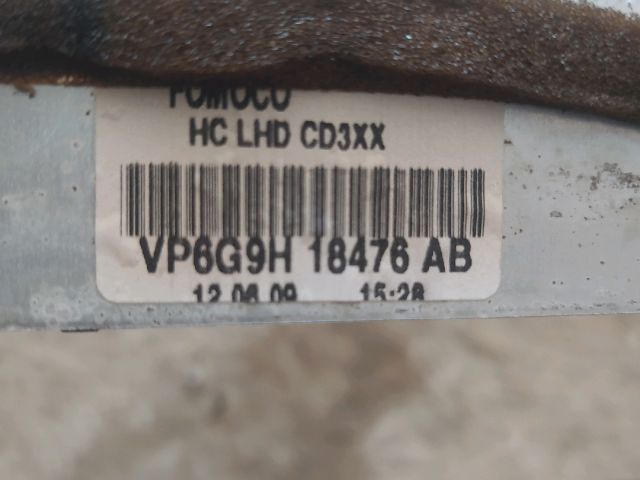 FOMOCO
HC LHD CD3XX
VP6G9H 18476 AB
12.06.09 15:28